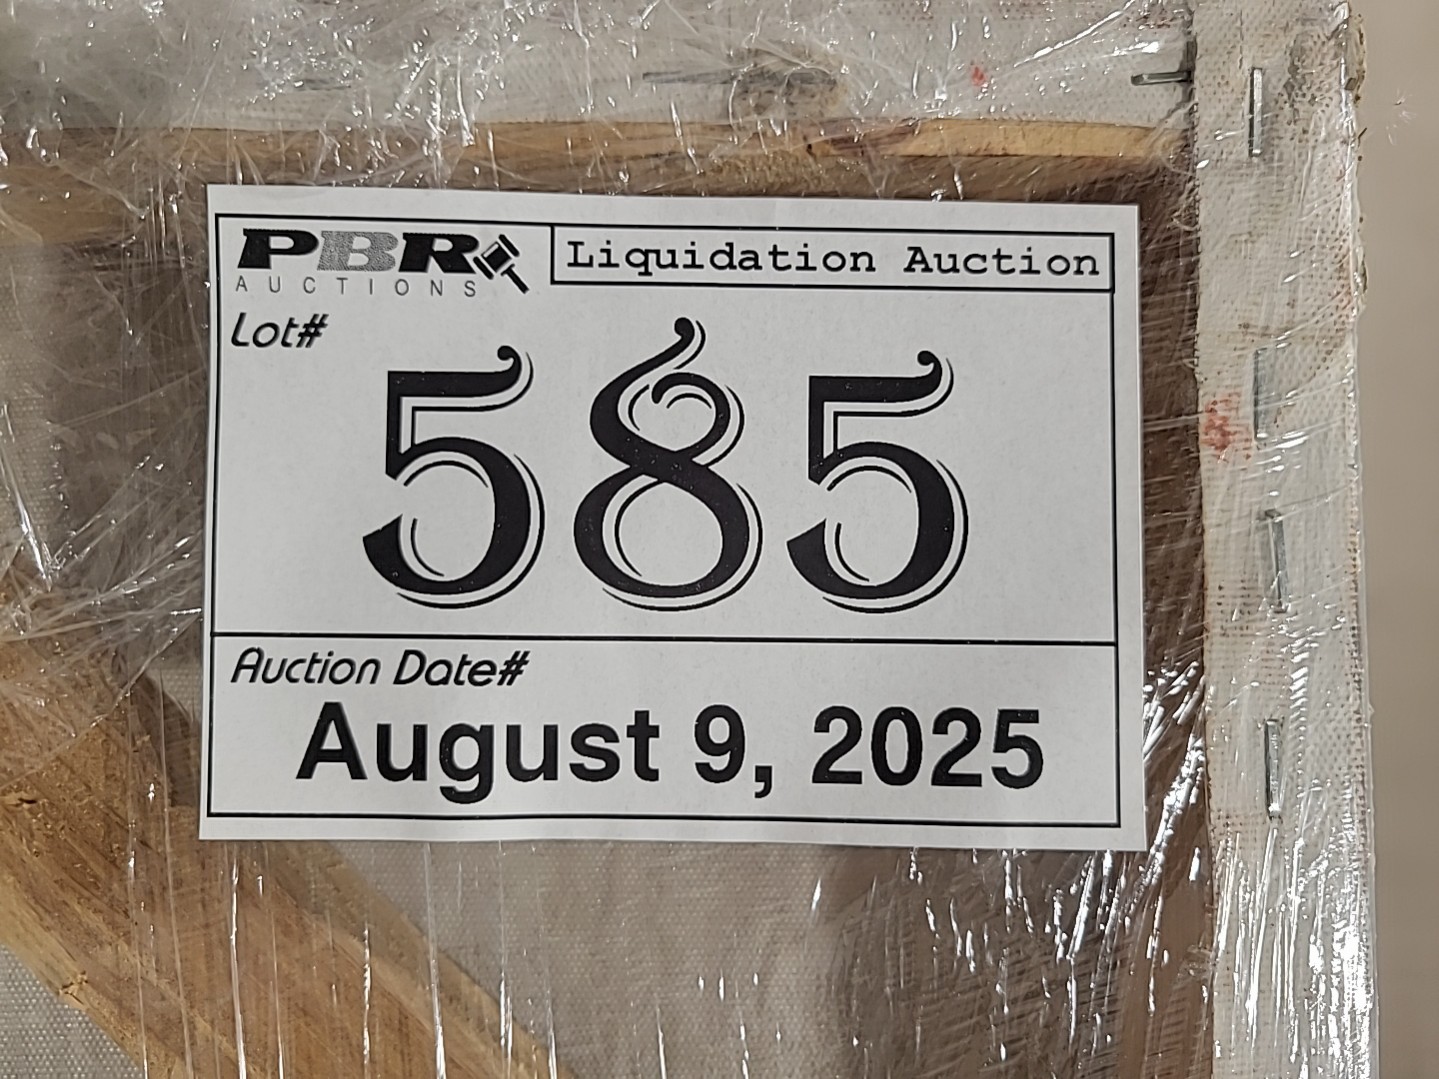 PBR
AUCTIONS
Liquidation Auction
Lot#
585
Auction Date#
August 9, 2025